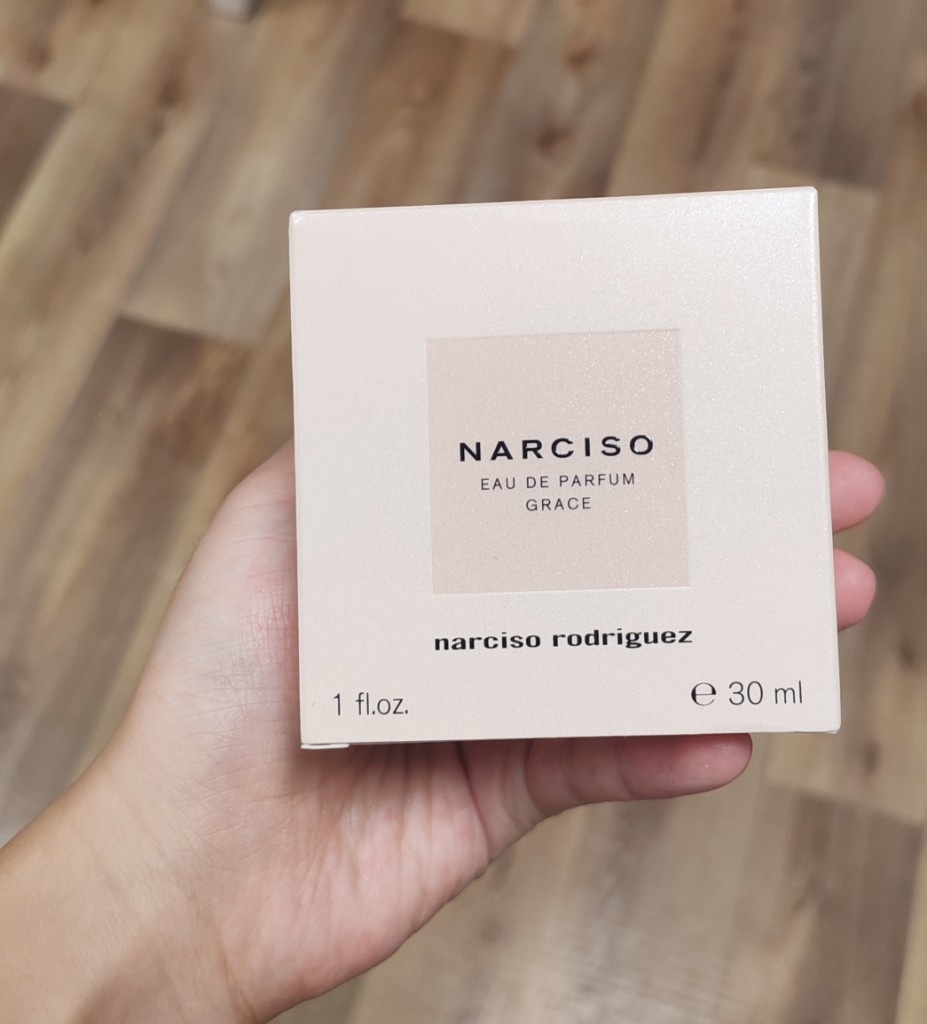 NARCISO
EAU DE PARFUM
GRACE
narciso rodriguez
1 fl.oz.
℮ 30 ml